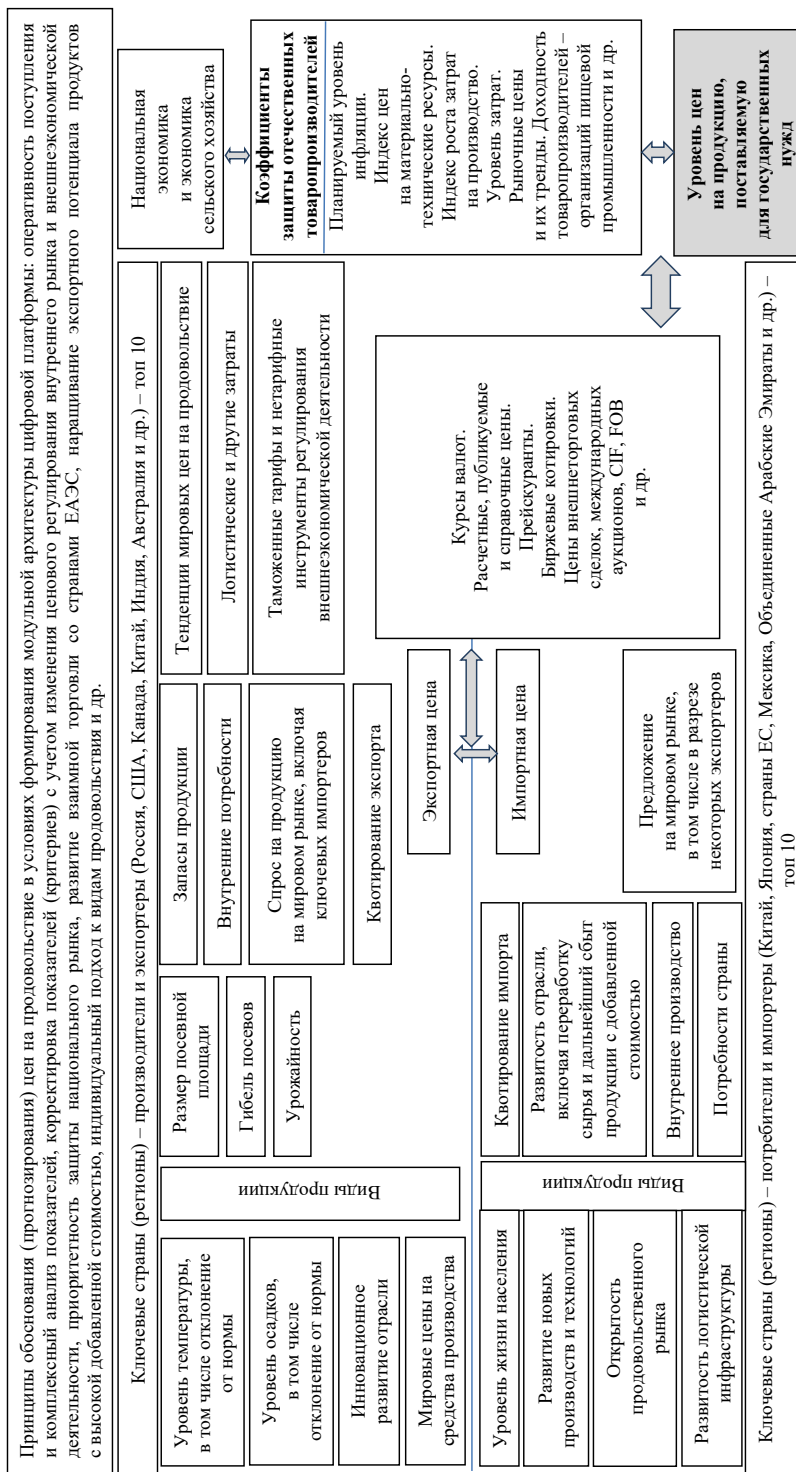 Принципы обоснования (прогнозирования) цен на продовольствие в условиях формирования модульной архитектуры цифровой платформы: оперативность поступления
и комплексный анализ показателей, корректировка показателей (критериев) с учетом изменения ценового регулирования внутреннего рынка и внешнеэкономической
деятельности, приоритетность защиты национального рынка, развитие взаимной торговли со странами ЕАЭС, наращивание экспортного потенциала продуктов
с высокой добавленной стоимостью, индивидуальный подход к видам продовольствия и др.
Ключевые страны (регионы) – производители и экспортеры (Россия, США, Канада, Китай, Индия, Австралия и др.) – топ 10
Уровень температуры,
в том числе отклонение
от нормы
Уровень осадков,
в том числе
отклонение от нормы
Инновационное
развитие отрасли
Мировые цены на
средства производства
Виды продукции
Размер посевной
площади
Гибель посевов
Урожайность
Запасы продукции
Внутренние потребности
Спрос на продукцию
на мировом рынке, включая
ключевых импортеров
Квотирование экспорта
Тенденции мировых цен на продовольствие
Логистические и другие затраты
Таможенные тарифы и нетарифные
инструменты регулирования
внешнеэкономической деятельности
Экспортная цена
Импортная цена
Курсы валют.
Расчетные, публикуемые
и справочные цены.
Прейскуранты.
Биржевые котировки.
Цены внешнеторговых
сделок, международных
аукционов, CIF, FOB
и др.
Национальная
экономика
и экономика
сельского хозяйства
Коэффициенты
защиты отечественных
товаропроизводителей
Планируемый уровень
инфляции.
Индекс цен
на материально-
технические ресурсы.
Индекс роста затрат
на производство.
Уровень затрат.
Рыночные цены
и их тренды. Доходность
товаропроизводителей –
организаций пищевой
промышленности и др.
Уровень цен
на продукцию,
поставляемую
для государственных
нужд
Уровень жизни населения
Развитие новых
производств и технологий
Открытость
продовольственного
рынка
Развитость логистической
инфраструктуры
Виды продукции
Квотирование импорта
Развитость отрасли,
включая переработку
сырья и дальнейший сбыт
продукции с добавленной
стоимостью
Внутреннее производство
Потребности страны
Предложение
на мировом рынке,
в том числе в разрезе
некоторых экспортеров
Ключевые страны (регионы) – потребители и импортеры (Китай, Япония, страны ЕС, Мексика, Объединенные Арабские Эмираты и др.) –
топ 10